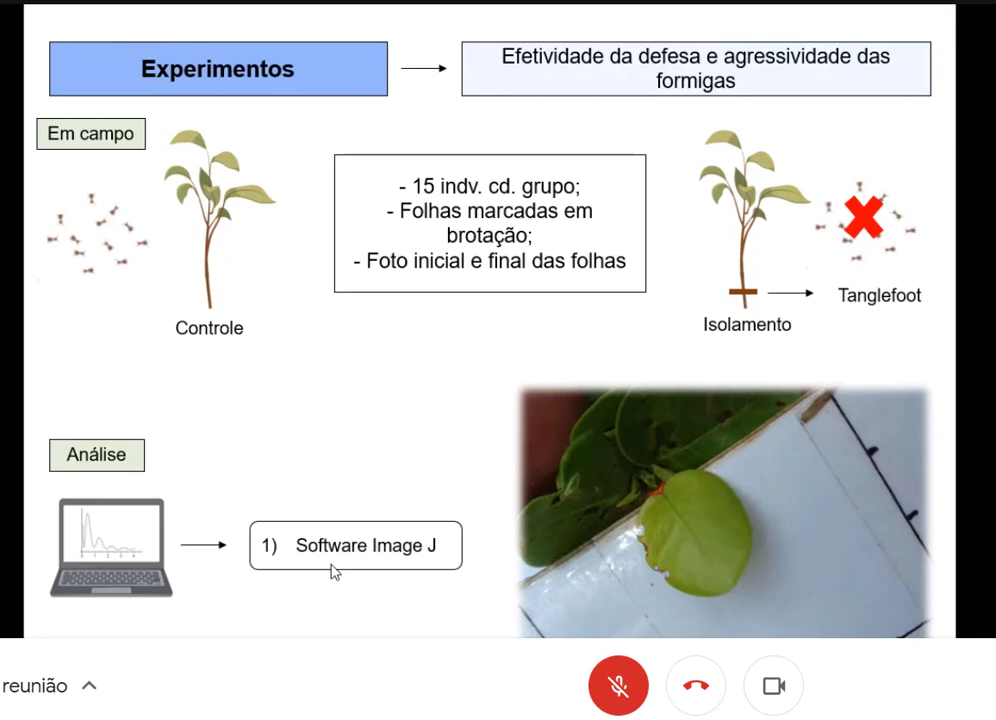 Experimentos
Efetividade da defesa e agressividade das
formigas
Em campo
- 15 indv. cd. grupo;
- Folhas marcadas em
brotação;
- Foto inicial e final das folhas
Controle
Isolamento
Tanglefoot
Análise
1) Software Image J
reunião